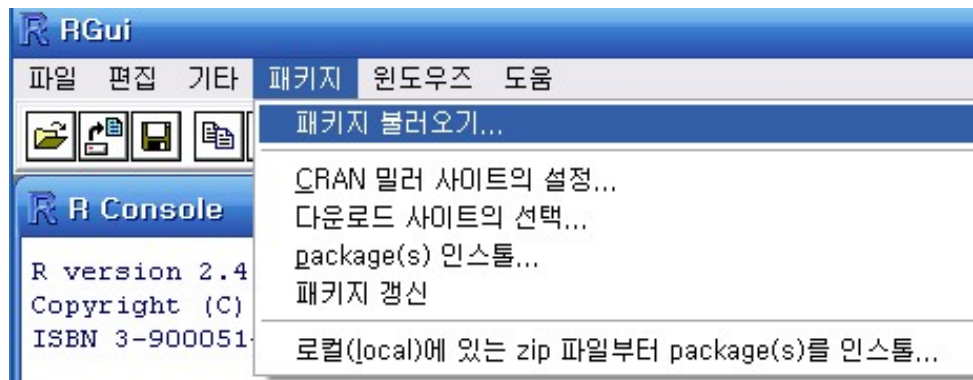 RGui
파일 편집 기타 패키지 윈도우즈 도움
패키지 불러오기...
CRAN 밀러 사이트의 설정...
다운로드 사이트의 선택...
package(s) 인스톨...
패키지 갱신
로컬(local)에 있는 zip 파일부터 package(s)를 인스톨...
R Console
R version 2.4
Copyright (C)
ISBN 3-900051-